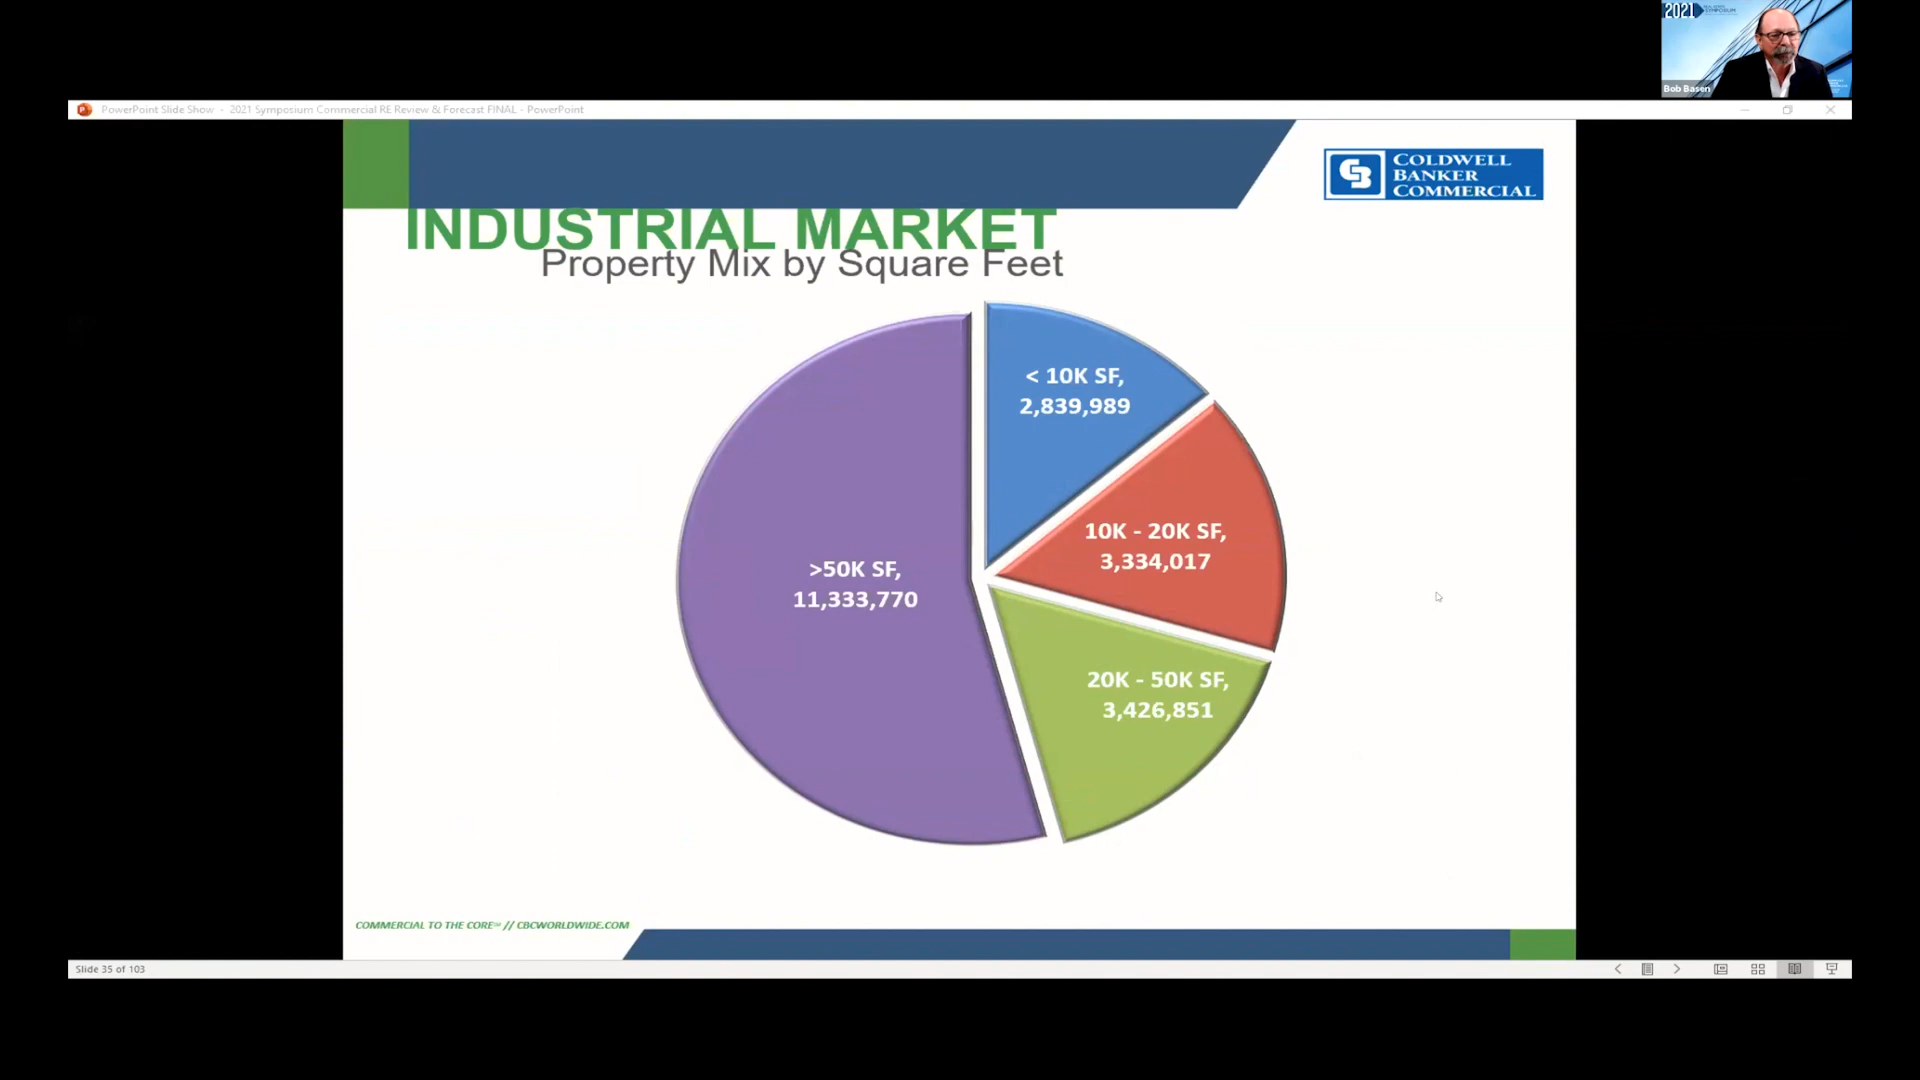 2021
SYMPOSIUM
Bob Basen
PowerPoint Slide Show - 2021 Symposium Commercial RE Review & Forecast FINAL - PowerPoint
COLDWELL
BANKER
COMMERCIAL
INDUSTRIAL MARKET
Property Mix by Square Feet
< 10K SF,
2,839,989
10K - 20K SF,
3,334,017
>50K SF,
11,333,770
20K - 50K SF,
3,426,851
COMMERCIAL TO THE CORE℠ // CBCWORLDWIDE.COM
Slide 35 of 103